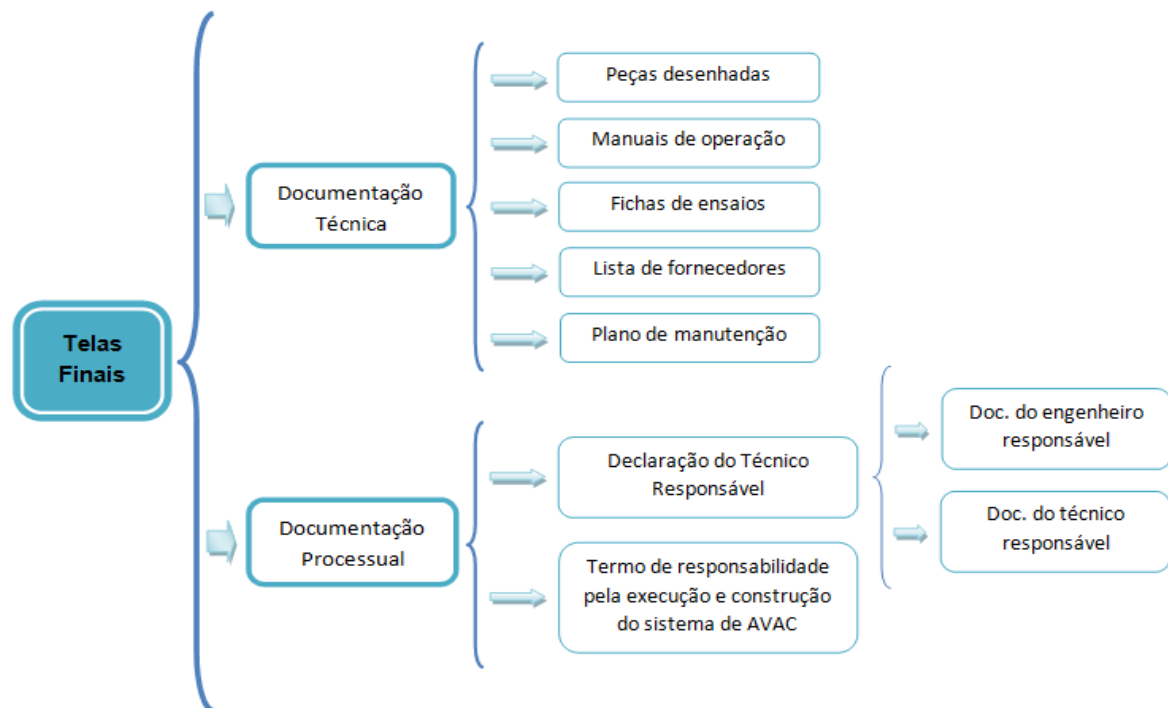 Telas
Finais
Documentação
Técnica
Peças desenhadas
Manuais de operação
Fichas de ensaios
Lista de fornecedores
Plano de manutenção
Documentação
Processual
Declaração do Técnico
Responsável
Doc. do engenheiro
responsável
Doc. do técnico
responsável
Termo de responsabilidade
pela execução e construção
do sistema de AVAC